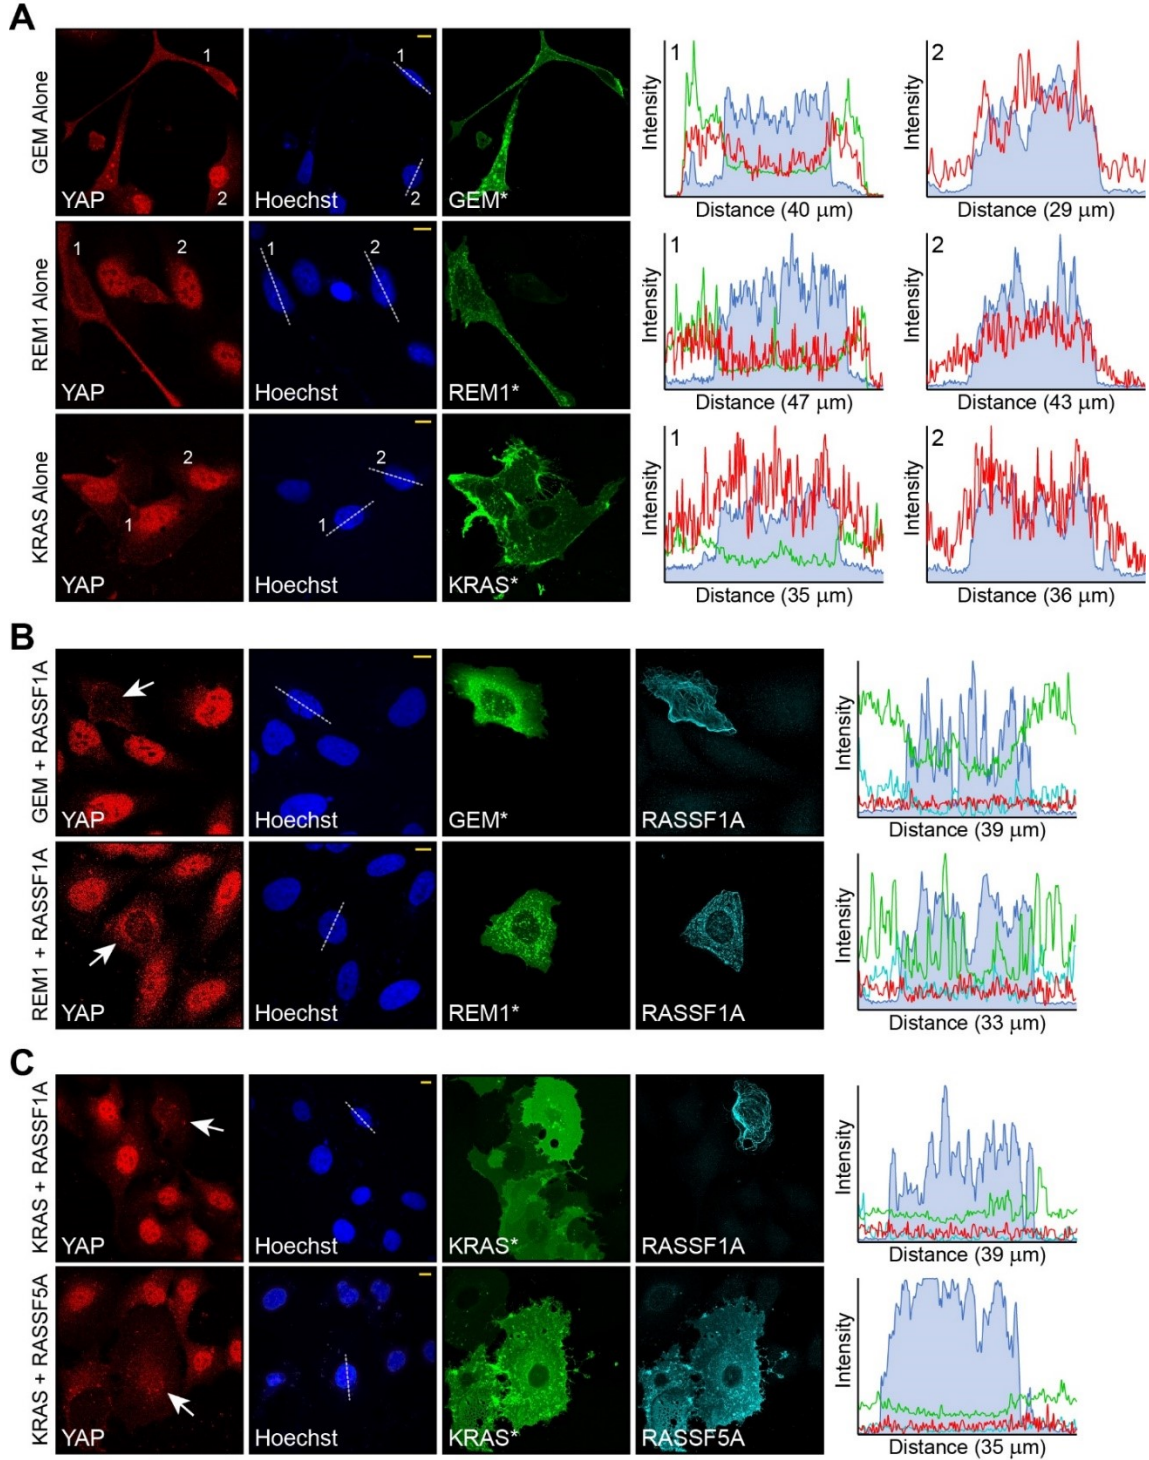 A
GEM Alone
YAP
1
2
Hoechst
1
2
GEM*
1
Intensity
Distance (40 µm)
2
Intensity
Distance (29 µm)
REM1 Alone
YAP
1
2
Hoechst
1
2
REM1*
1
Intensity
Distance (47 µm)
2
Intensity
Distance (43 µm)
KRAS Alone
YAP
1
2
Hoechst
1
2
KRAS*
1
Intensity
Distance (35 µm)
2
Intensity
Distance (36 µm)
B
GEM + RASSF1A
YAP
Hoechst
GEM*
RASSF1A
Intensity
Distance (39 µm)
REM1 + RASSF1A
YAP
Hoechst
REM1*
RASSF1A
Intensity
Distance (33 µm)
C
KRAS + RASSF1A
YAP
Hoechst
KRAS*
RASSF1A
Intensity
Distance (39 µm)
KRAS + RASSF5A
YAP
Hoechst
KRAS*
RASSF5A
Intensity
Distance (35 µm)